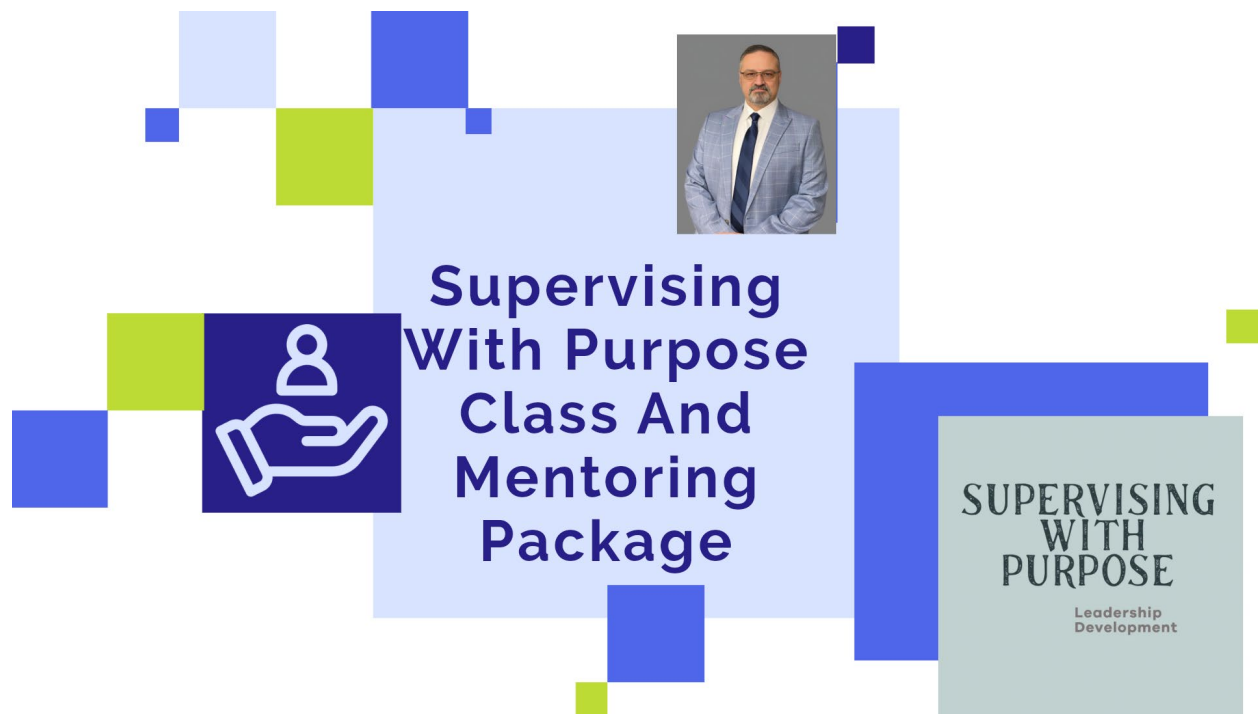 Supervising
With Purpose
Class And
Mentoring
Package
SUPERVISING
WITH
PURPOSE
Leadership
Development